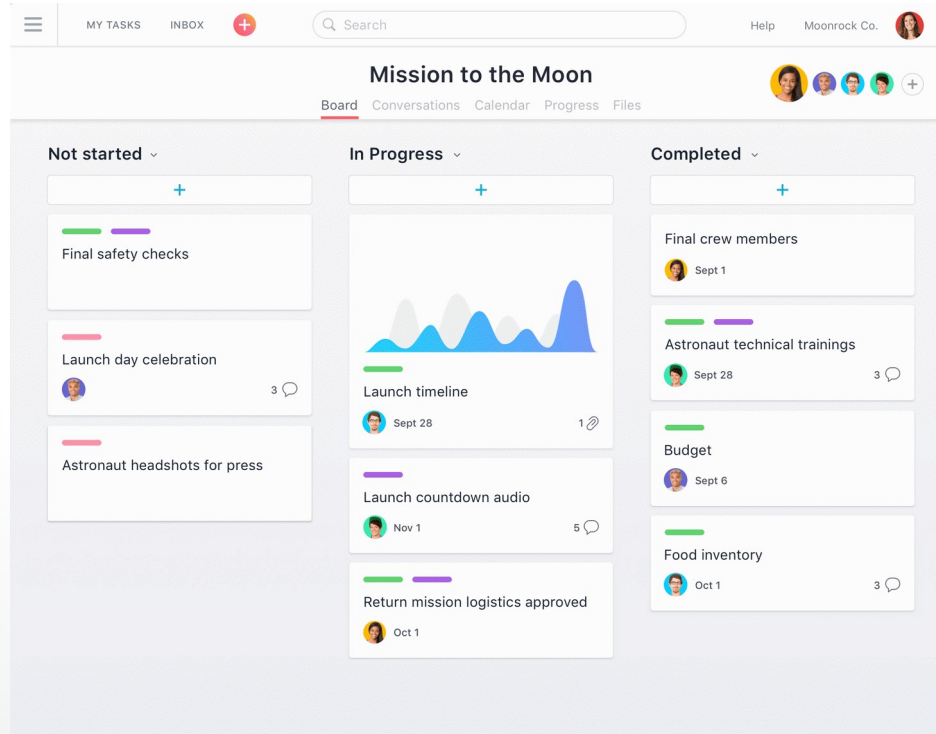 MY TASKS INBOX Search Help Moonrock Co.
Mission to the Moon
Board Conversations Calendar Progress Files
Not started
Final safety checks
Launch day celebration
3
Astronaut headshots for press
In Progress
Launch timeline
Sept 28 1
Launch countdown audio
Nov 1 5
Return mission logistics approved
Oct 1
Completed
Final crew members
Sept 1
Astronaut technical trainings
Sept 28 3
Budget
Sept 6
Food inventory
Oct 1 3